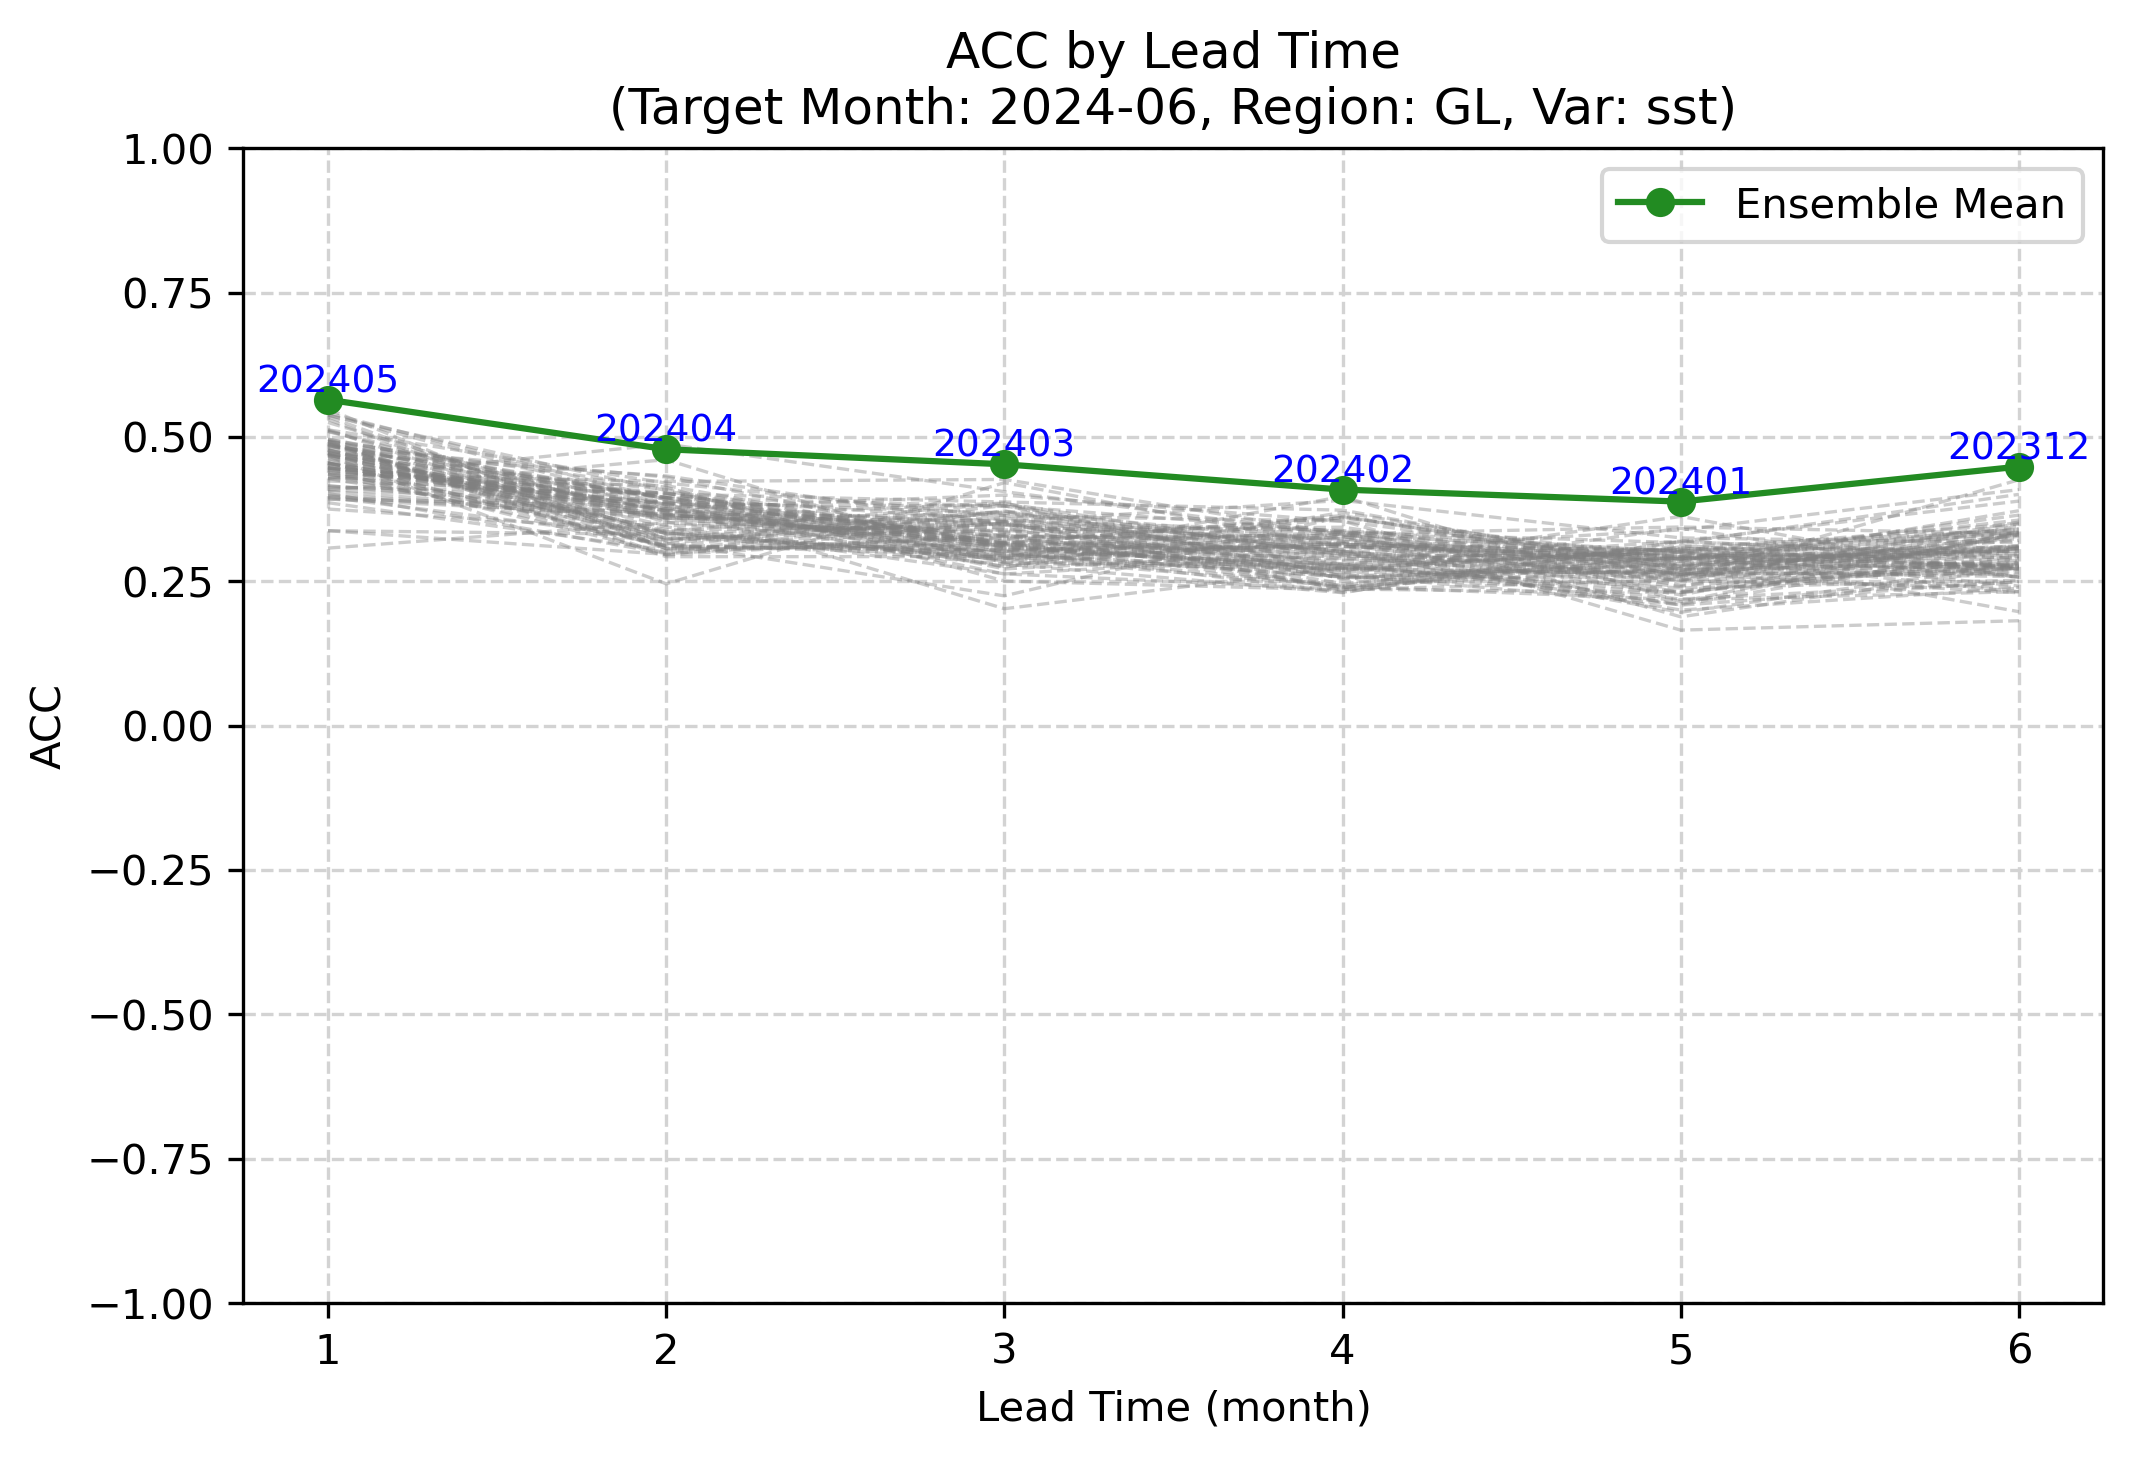 ACC by Lead Time
(Target Month: 2024-06, Region: GL, Var: sst)
1.00
0.75
0.50
0.25
0.00
−0.25
−0.50
−0.75
−1.00
ACC
Ensemble Mean
202405
202404
202403
202402
202401
202312
1 2 3 4 5 6
Lead Time (month)